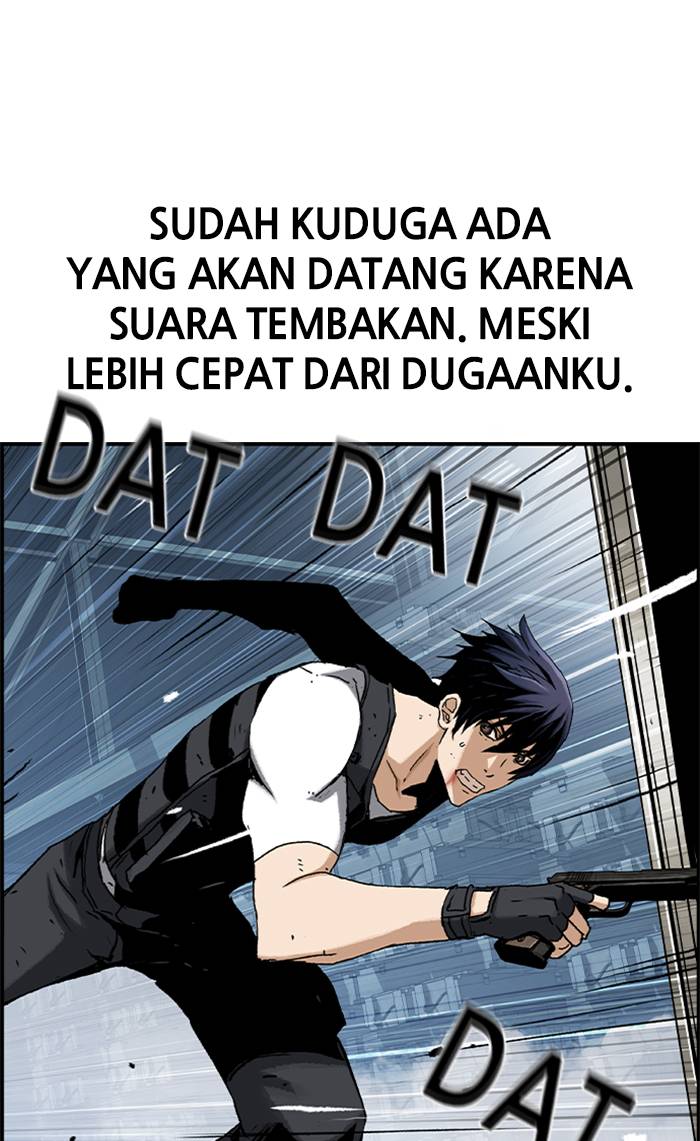 SUDAH KUDUGA ADA
YANG AKAN DATANG KARENA
SUARA TEMBAKAN. MESKI
LEBIH CEPAT DARI DUGAANKU.
DAT DAT
DAT